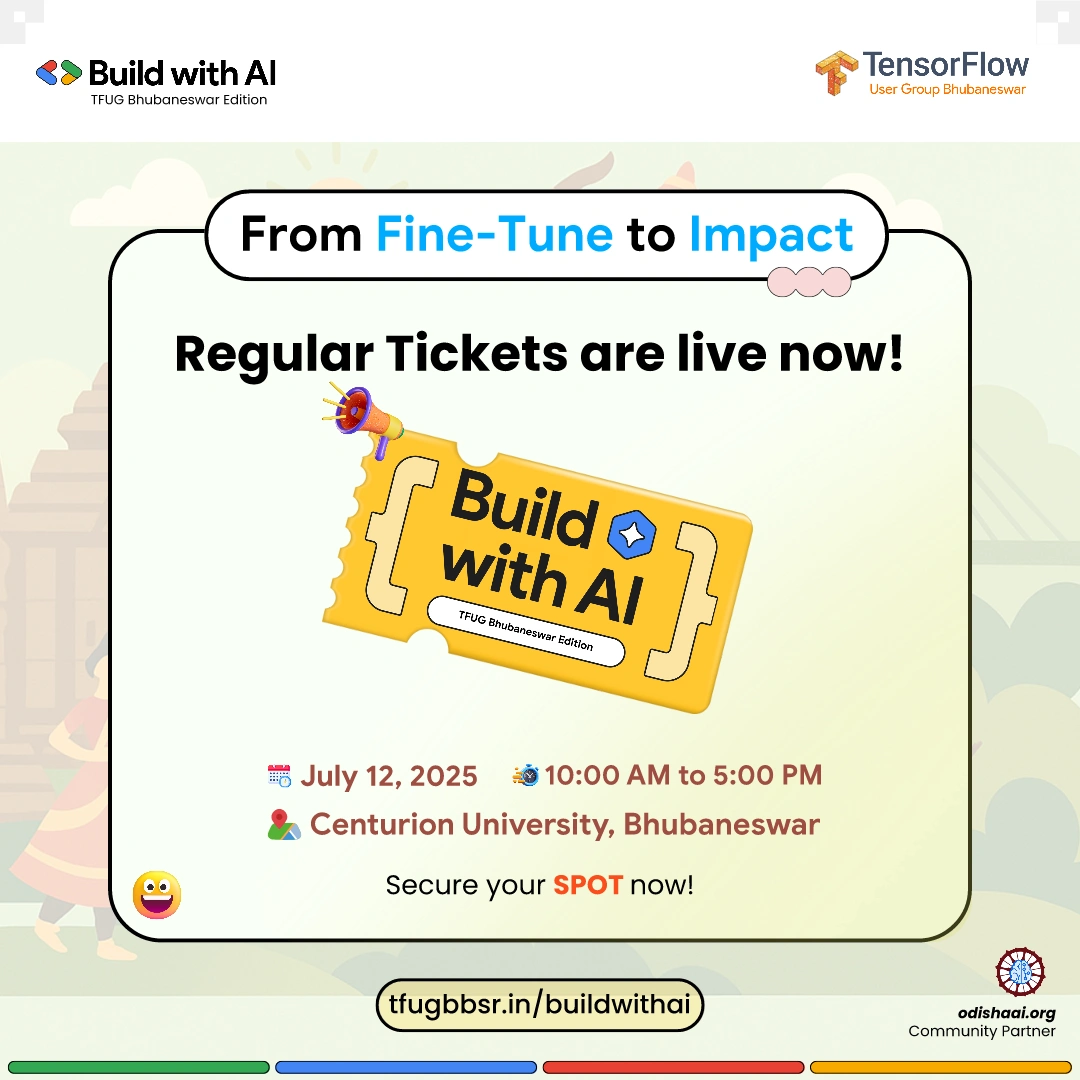 Build with AI
TFUG Bhubaneswar Edition
TensorFlow
User Group Bhubaneswar
From Fine-Tune to Impact
Regular Tickets are live now!
Build
with AI
TFUG Bhubaneswar Edition
July 12, 2025
10:00 AM to 5:00 PM
Centurion University, Bhubaneswar
Secure your SPOT now!
tfugbbsr.in/buildwithai
odishaai.org
Community Partner